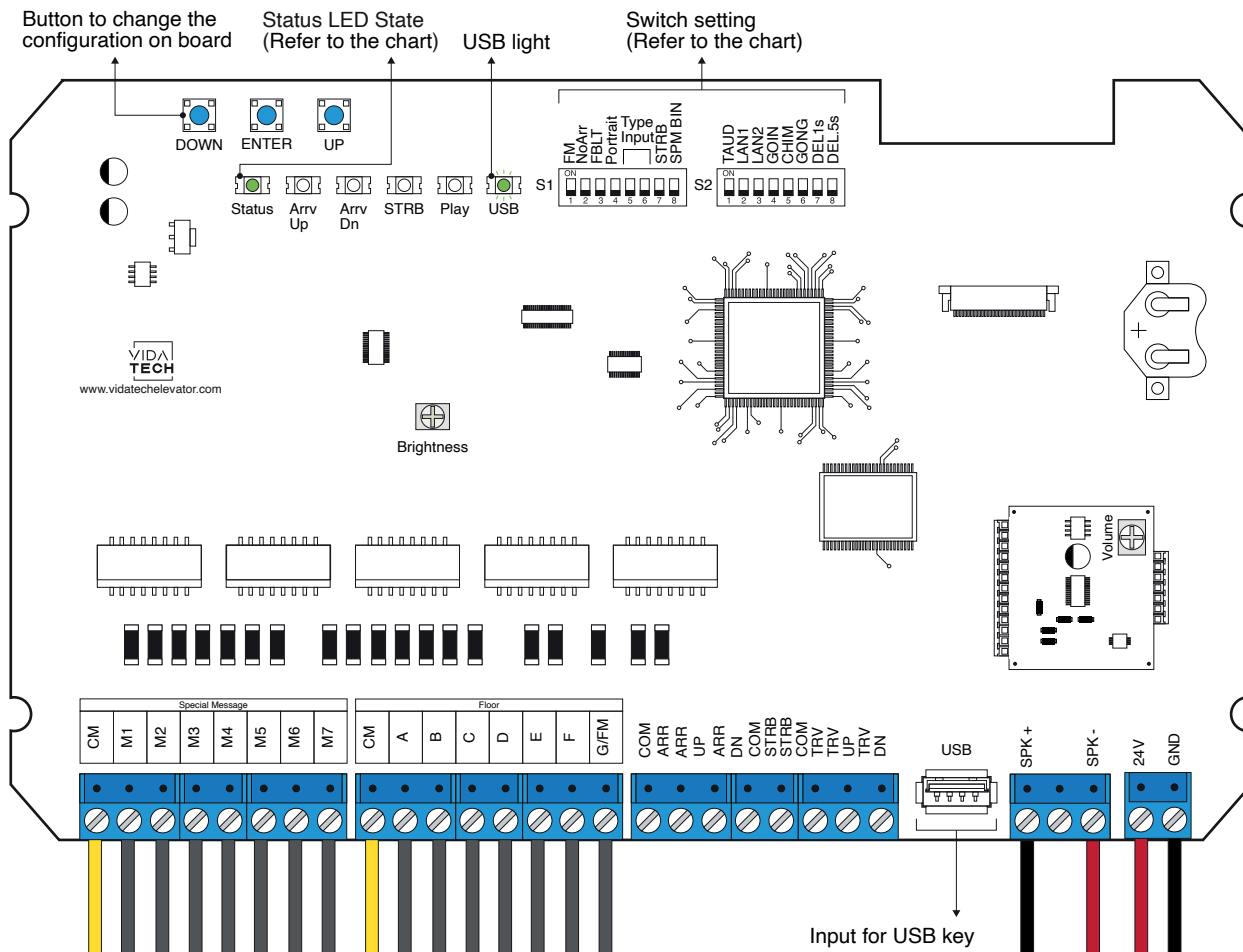 Button to change the
configuration on board
Status LED State
(Refer to the chart)
USB light
Switch setting
(Refer to the chart)
DOWN
ENTER
UP
Status
Arrv
Up
Arrv
Dn
STRB
Play
USB
S1
FM
NoArr
FBLT
Portrait
Type
Input
STRB
SPM BIN
ON
1 2 3 4 5 6 7 8
S2
TAUD
LAN1
LAN2
GOIN
CHIM
GONG
DEL1s
DEL.5s
ON
1 2 3 4 5 6 7 8
VIDA
TECH
www.vidatechelevator.com
Brightness
Volume
Special Message
CM
M1
M2
M3
M4
M5
M6
M7
Floor
CM
A
B
C
D
E
F
G/FM
COM
ARR
ARR
UP
ARR
DN
COM
STRB
STRB
COM
TRV
TRV
UP
TRV
DN
USB
SPK +
SPK -
24V
GND
Input for USB key